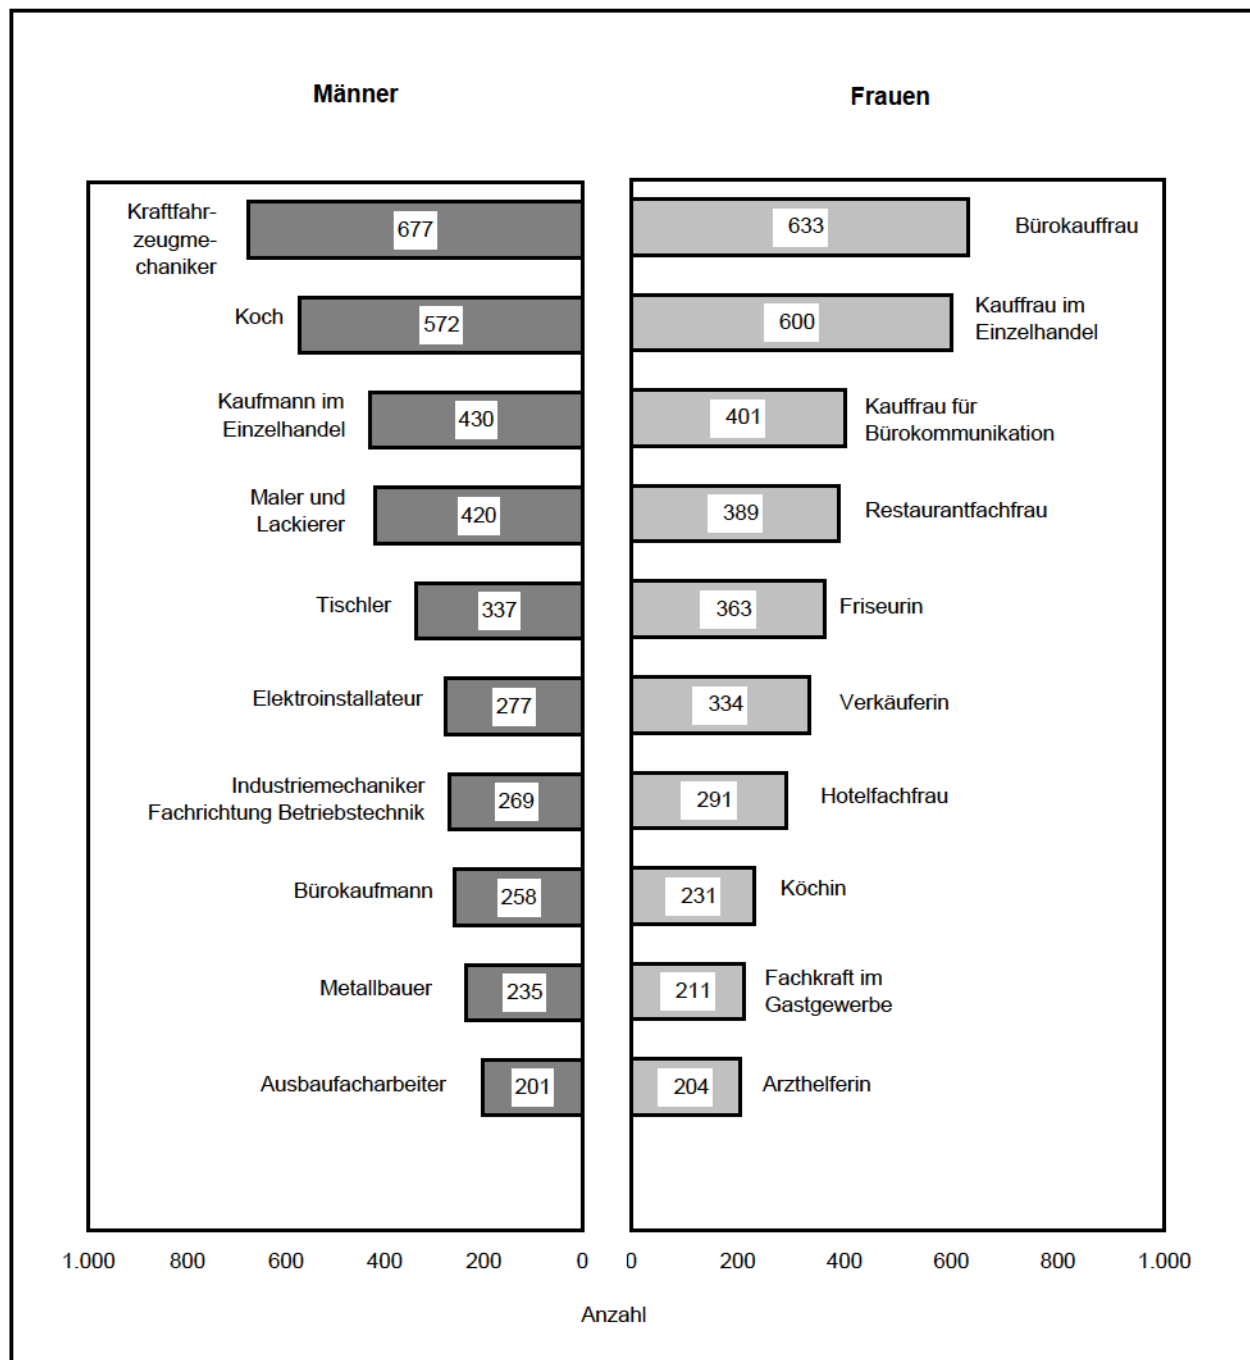 Männer
Frauen
Kraftfahr-
zeugme-
chaniker
677
633
Bürokauffrau
Koch
572
600
Kauffrau im
Einzelhandel
Kaufmann im
Einzelhandel
430
401
Kauffrau für
Bürokommunikation
Maler und
Lackierer
420
389
Restaurantfachfrau
Tischler
337
363
Friseurin
Elektroinstallateur
277
334
Verkäuferin
Industriemechaniker
Fachrichtung Betriebstechnik
269
291
Hotelfachfrau
Bürokaufmann
258
231
Köchin
Metallbauer
235
211
Fachkraft im
Gastgewerbe
Ausbaufacharbeiter
201
204
Arzthelferin
1.000 800 600 400 200 0
0 200 400 600 800 1.000
Anzahl